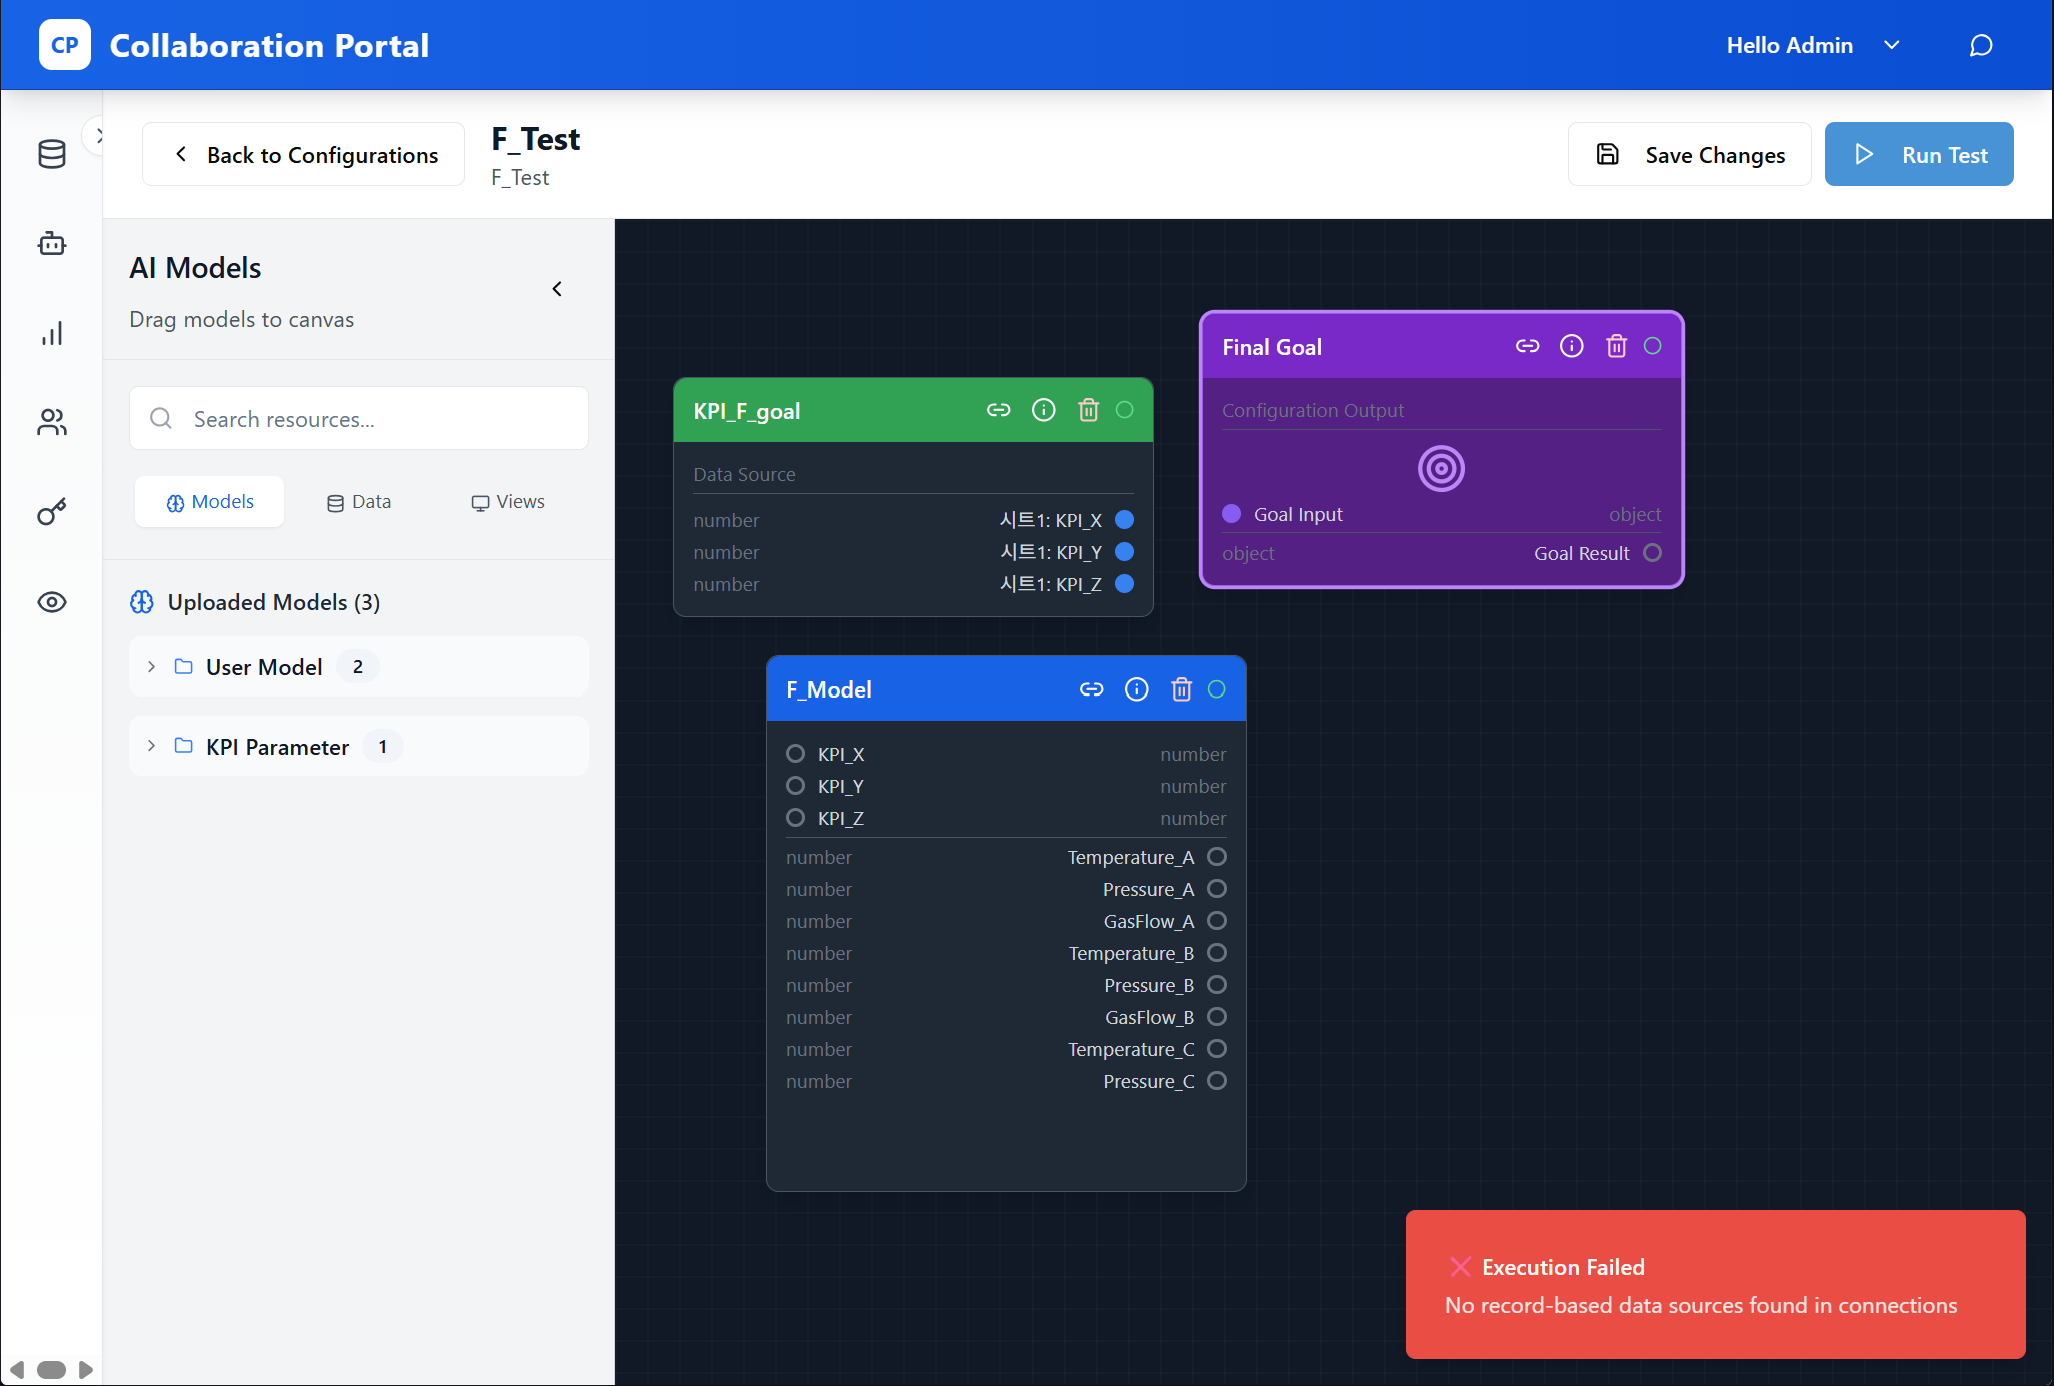 CP
Collaboration Portal
Hello Admin
Back to Configurations
F_Test
F_Test
Save Changes
Run Test
AI Models
Drag models to canvas
Search resources...
Models
Data
Views
Uploaded Models (3)
User Model 2
KPI Parameter 1
KPI_F_goal
Data Source
number 시트1: KPI_X
number 시트1: KPI_Y
number 시트1: KPI_Z
Final Goal
Configuration Output
Goal Input object
object Goal Result
F_Model
KPI_X number
KPI_Y number
KPI_Z number
number Temperature_A
number Pressure_A
number GasFlow_A
number Temperature_B
number Pressure_B
number GasFlow_B
number Temperature_C
number Pressure_C
Execution Failed
No record-based data sources found in connections